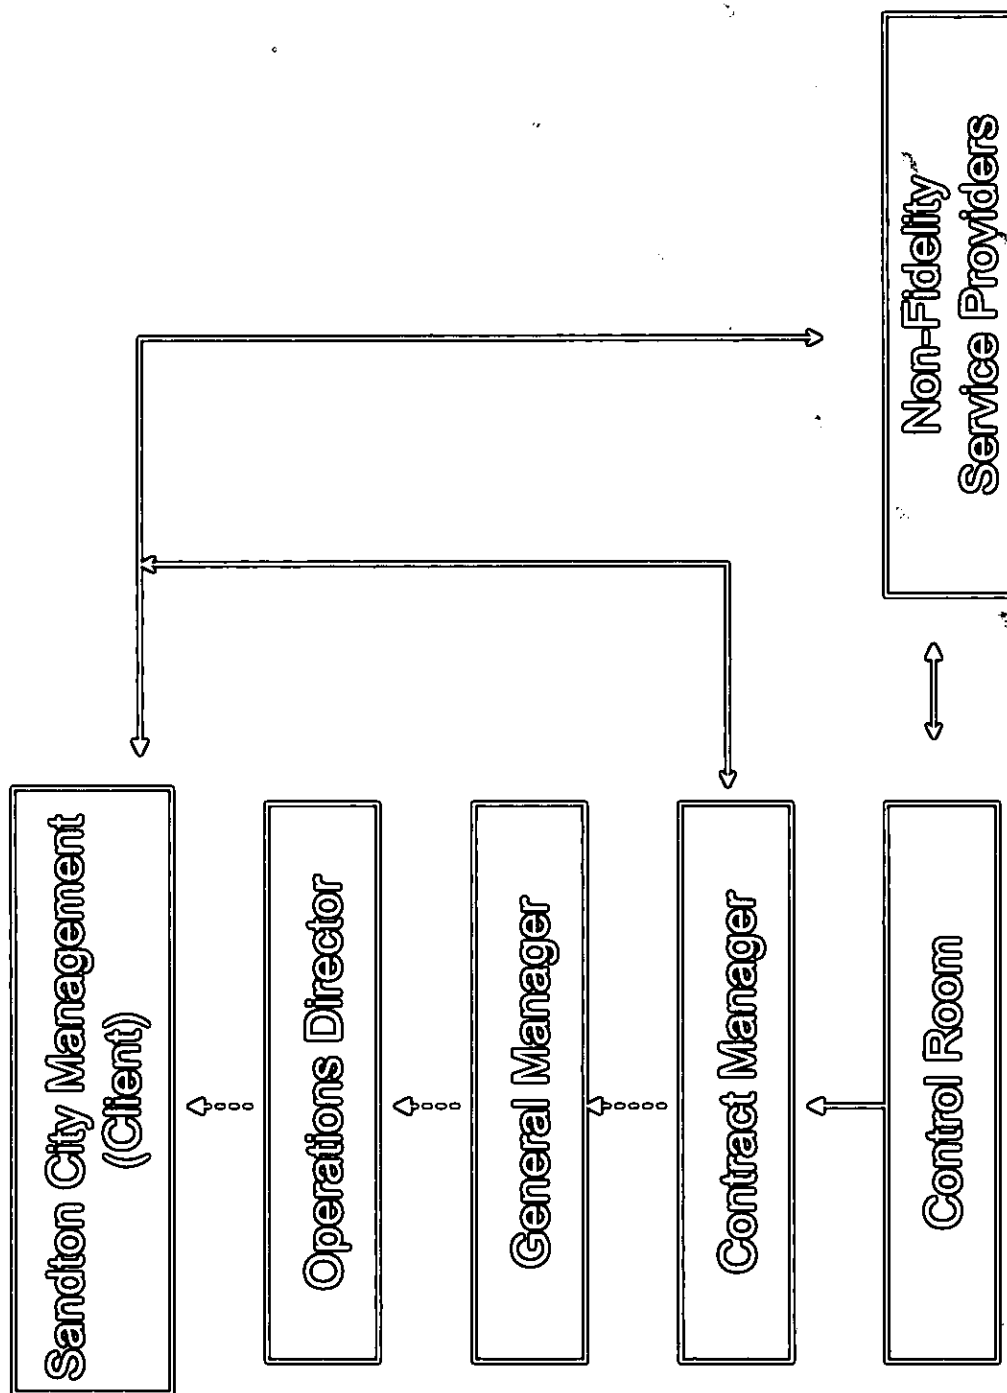 Sandton City Management
(Client)
Operations Director
General Manager
Contract Manager
Control Room
Non-Fidelity
Service Providers